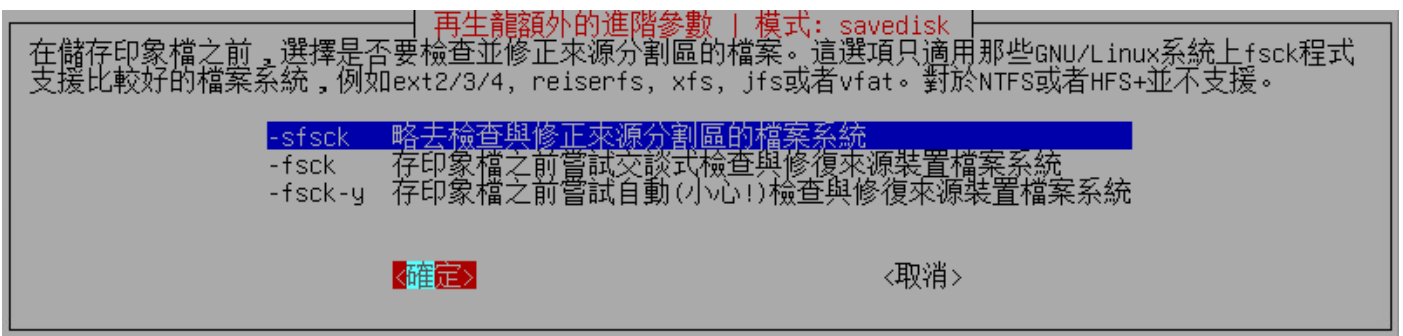 再生龍額外的進階參數 | 模式: savedisk
在儲存印象檔之前,選擇是否要檢查並修正來源分割區的檔案。這選項只適用那些GNU/Linux系統上fsck程式
支援比較好的檔案系統,例如ext2/3/4, reiserfs, xfs, jfs或者vfat。對於NTFS或者HFS+並不支援。
-sfsck 略去檢查與修正來源分割區的檔案系統
-fsck 存印象檔之前嘗試交談式檢查與修復來源裝置檔案系統
-fsck-y 存印象檔之前嘗試自動(小心!)檢查與修復來源裝置檔案系統
<確定> <取消>